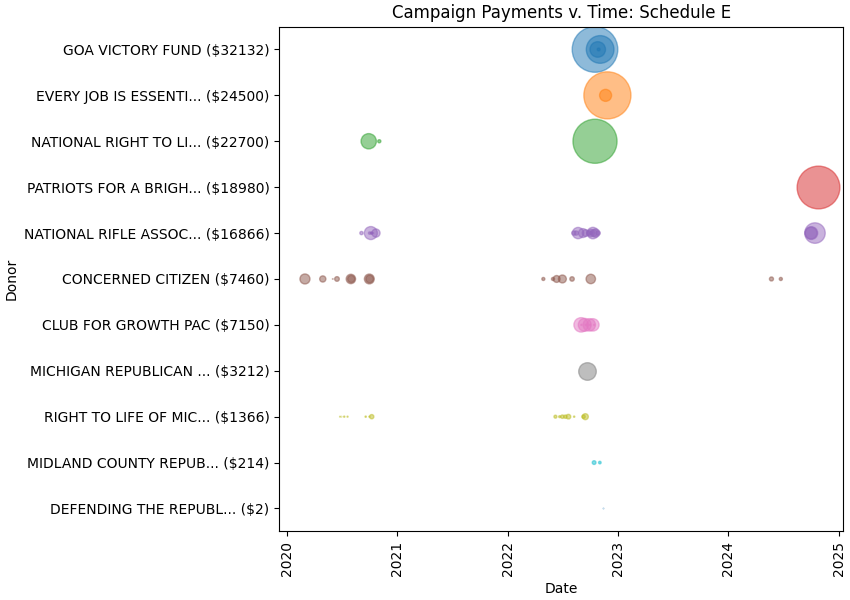 Campaign Payments v. Time: Schedule E
GOA VICTORY FUND ($32132)
EVERY JOB IS ESSENTI... ($24500)
NATIONAL RIGHT TO LI... ($22700)
PATRIOTS FOR A BRIGH... ($18980)
NATIONAL RIFLE ASSOC... ($16866)
CONCERNED CITIZEN ($7460)
CLUB FOR GROWTH PAC ($7150)
MICHIGAN REPUBLICAN ... ($3212)
RIGHT TO LIFE OF MIC... ($1366)
MIDLAND COUNTY REPUB... ($214)
DEFENDING THE REPUBL... ($2)
Donor
2020
2021
2022
2023
2024
2025
Date